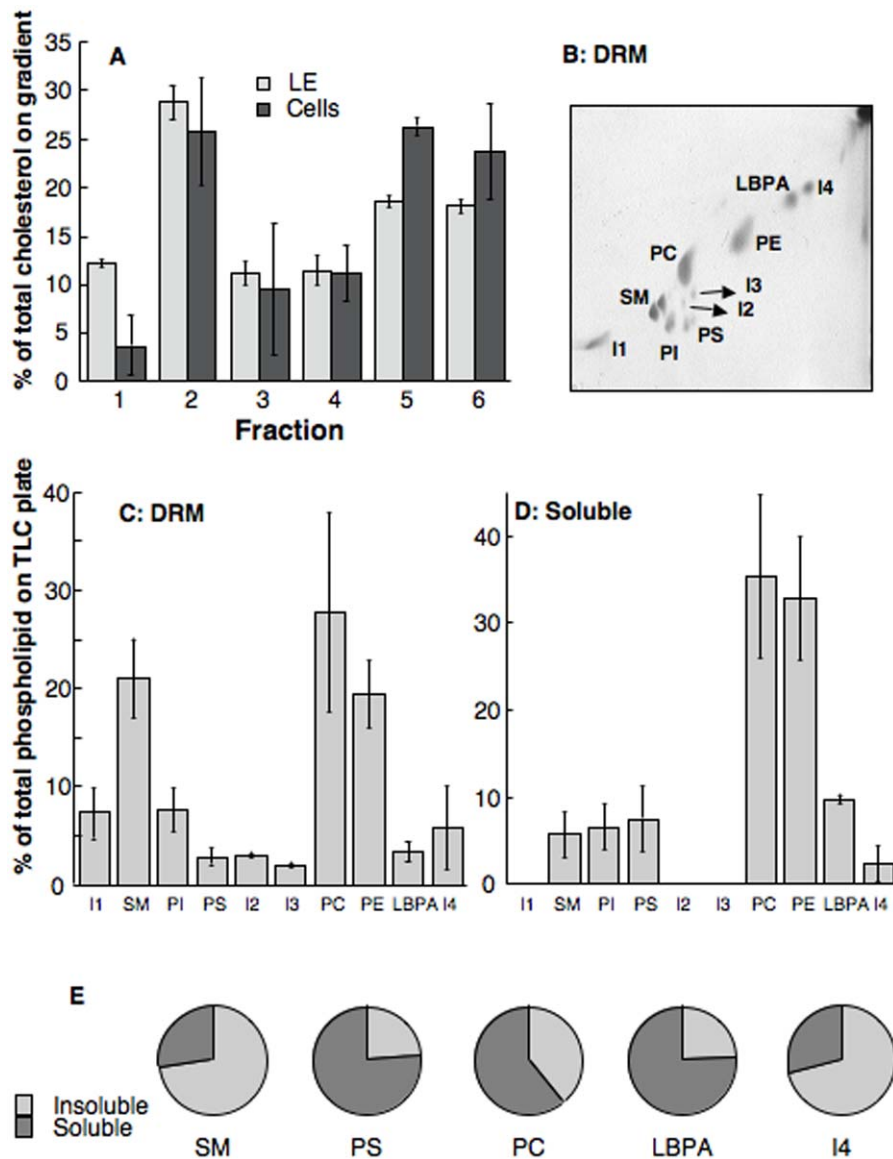 A
B: DRM
% of total cholesterol on gradient
35
30
25
20
15
10
5
0
LE
Cells
1 2 3 4 5 6
Fraction
LBPA
I4
PC
PE
I3
SM
I2
PS
I1
PI
% of total phospholipid on TLC plate
C: DRM
40
30
20
10
0
I1 SM PI PS I2 I3 PC PE LBPA I4
D: Soluble
40
30
20
10
0
I1 SM PI PS I2 I3 PC PE LBPA I4
E
Insoluble
Soluble
SM PS PC LBPA I4